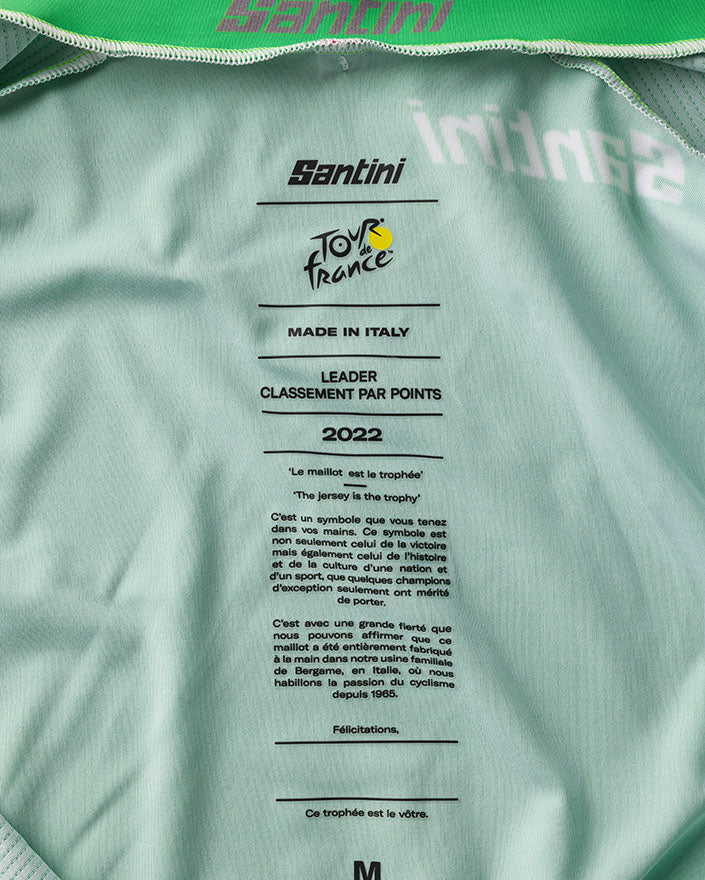 Santini
Santini
Santini
TOUR
de
france™
MADE IN ITALY
LEADER
CLASSEMENT PAR POINTS
2022
'Le maillot est le trophée'
'The jersey is the trophy'
C'est un symbole que vous tenez
dans vos mains. Ce symbole est
non seulement celui de la victoire
mais également celui de l'histoire
et de la culture d'une nation et
d'un sport, que quelques champions
d'exception seulement ont mérité
de porter.
C'est avec une grande fierté que
nous pouvons affirmer que ce
maillot a été entièrement fabriqué
à la main dans notre usine familiale
de Bergame, en Italie, où nous
habillons la passion du cyclisme
depuis 1965.
Félicitations,
Ce trophée est le vôtre.
M